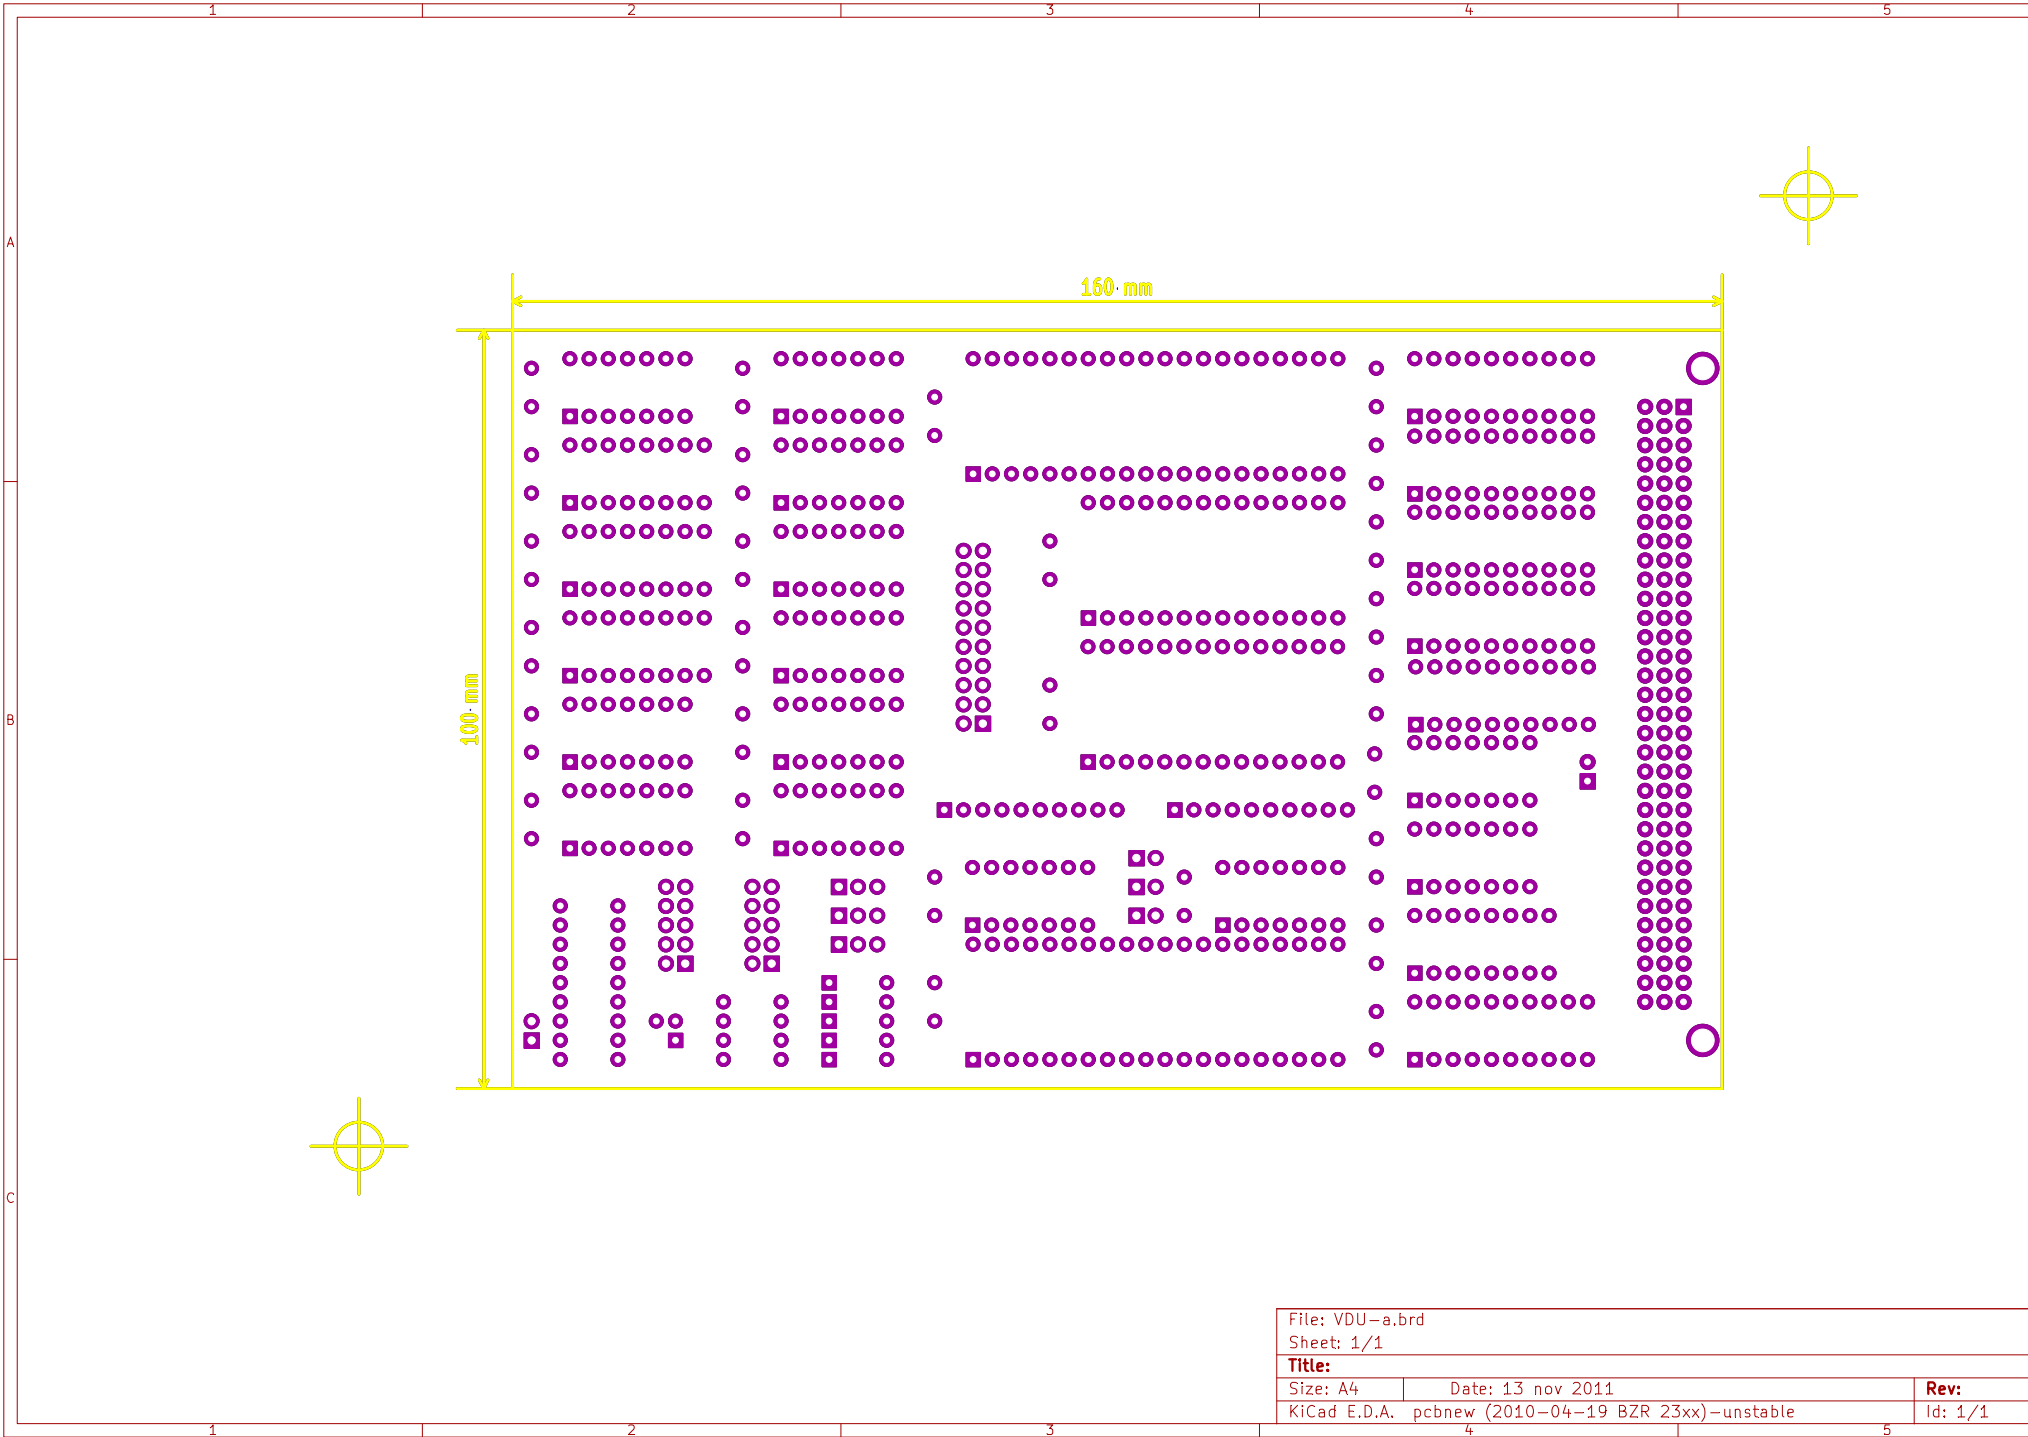 1 2 3 4 5
A
160 mm
100 mm
B
C
File: VDU-a.brd
Sheet: 1/1
Title:
Size: A4 Date: 13 nov 2011 Rev:
KiCad E.D.A. pcbnew (2010-04-19 BZR 23xx)-unstable Id: 1/1
1 2 3 4 5